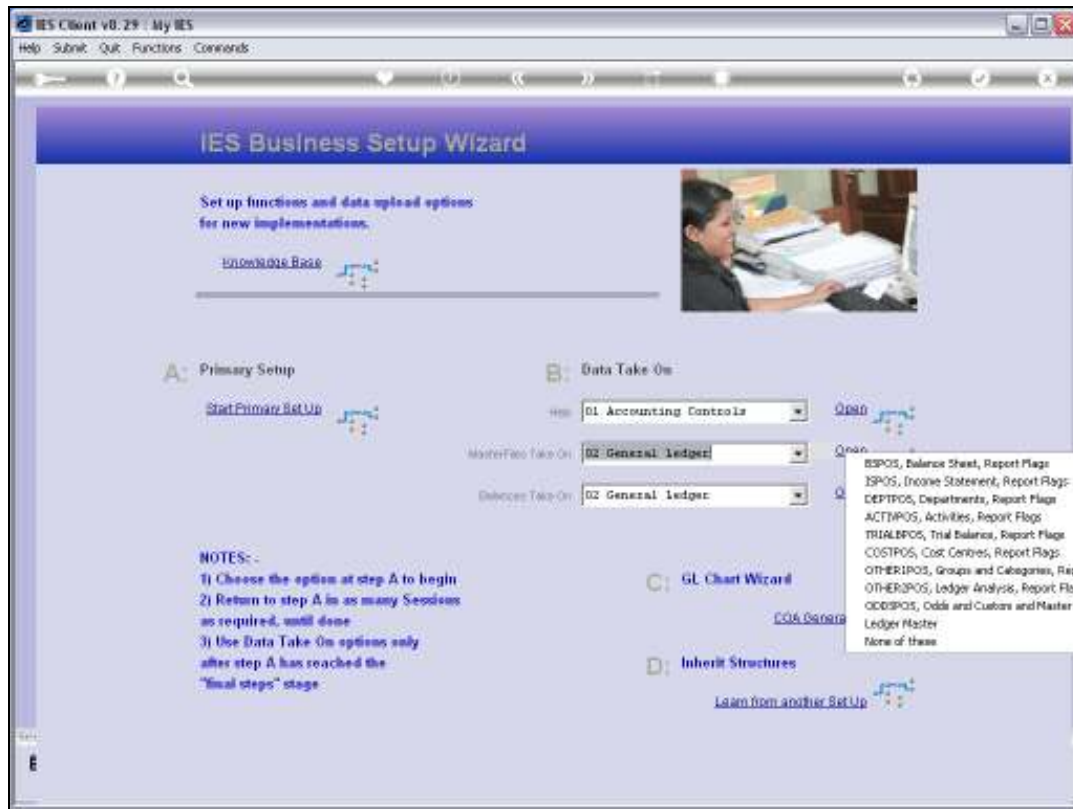 IES Client v8.29 : My IES
Help Submit Quit Functions Commands
IES Business Setup Wizard
Set up functions and data upload options
for new implementations.
Knowledge Base
A: Primary Setup
Start Primary Set Up
B: Data Take On
Help 01 Accounting Controls Open
MasterFiles Take On 02 General ledger Open
Balances Take On 02 General ledger
BSPOS, Balance Sheet, Report Flags
ISPOS, Income Statement, Report Flags
DEPTPOS, Departments, Report Flags
ACTIVPOS, Activities, Report Flags
TRIALBPOS, Trial Balance, Report Flags
COSTPOS, Cost Centres, Report Flags
OTHER1POS, Groups and Categories, Rep
OTHER2POS, Ledger Analysis, Report Fla
ODDSPOS, Odds and Custom and Master
Ledger Master
None of these
NOTES: -
1) Choose the option at step A to begin
2) Return to step A in as many Sessions
as required, until done
3) Use Data Take On options only
after step A has reached the
"final steps" stage
C: GL Chart Wizard
COA Genera
D: Inherit Structures
Learn from another Set Up